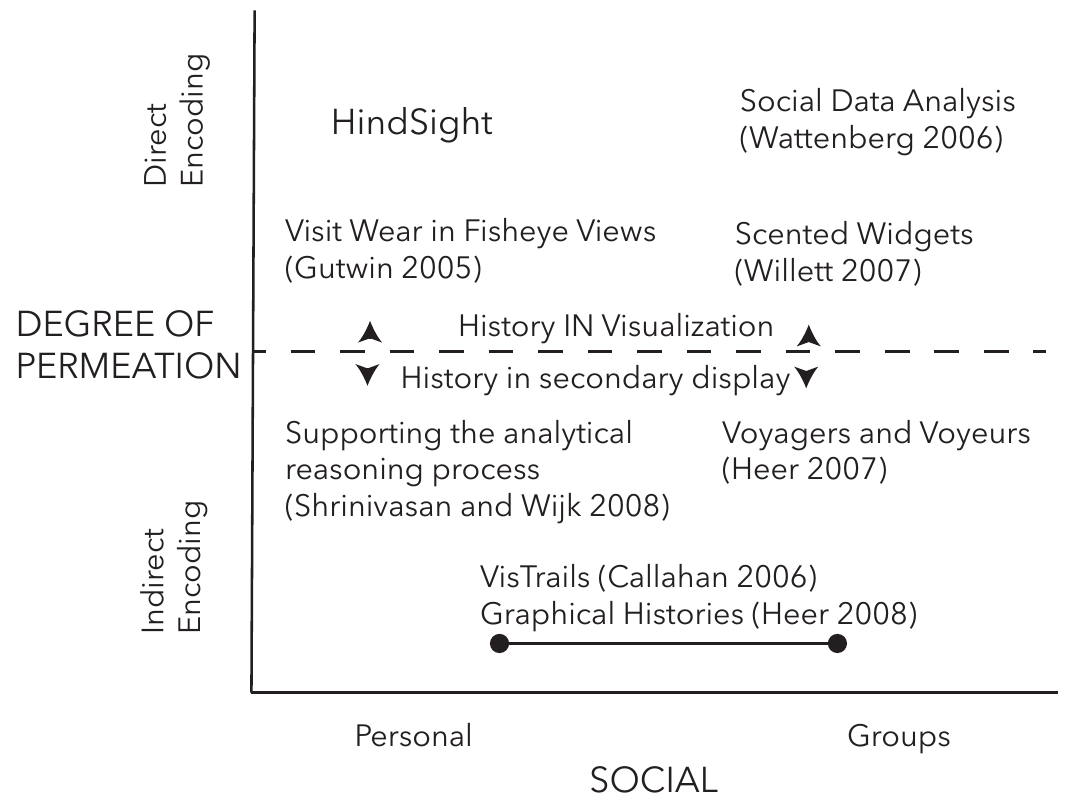 Direct
Encoding
HindSight
Social Data Analysis
(Wattenberg 2006)
Visit Wear in Fisheye Views
(Gutwin 2005)
Scented Widgets
(Willett 2007)
DEGREE OF
PERMEATION
History IN Visualization
History in secondary display
Supporting the analytical
reasoning process
(Shrinivasan and Wijk 2008)
Voyagers and Voyeurs
(Heer 2007)
Indirect
Encoding
VisTrails (Callahan 2006)
Graphical Histories (Heer 2008)
Personal
Groups
SOCIAL